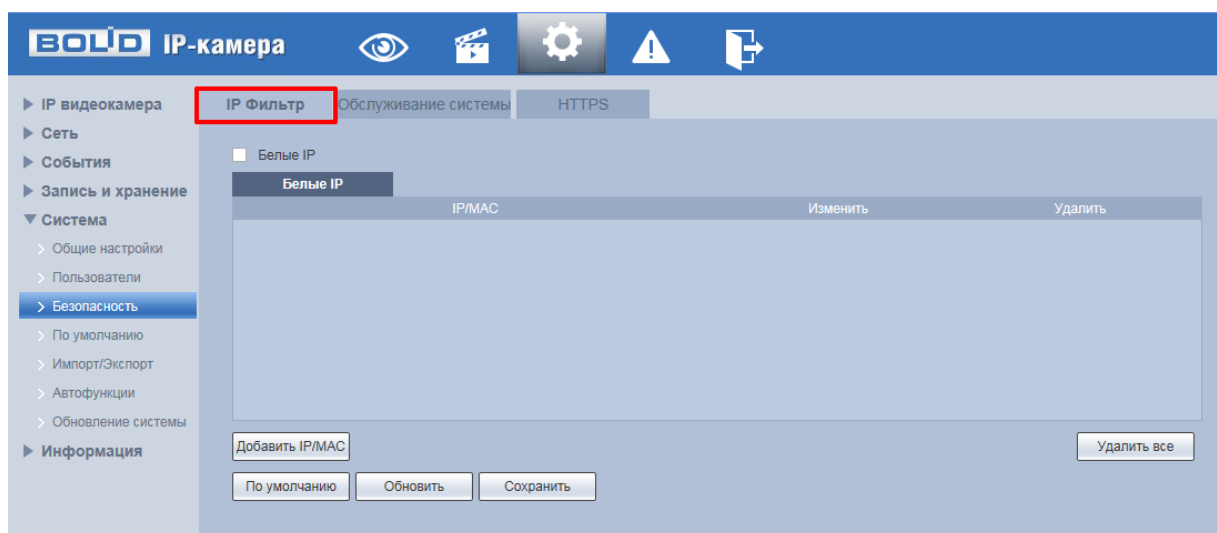 BOLID IP-камера
IP видеокамера
Сеть
События
Запись и хранение
Система
Общие настройки
Пользователи
Безопасность
По умолчанию
Импорт/Экспорт
Автофункции
Обновление системы
Информация
IP Фильтр Обслуживание системы HTTPS
Белые IP
Белые IP
IP/MAC Изменить Удалить
Добавить IP/MAC Удалить все
По умолчанию Обновить Сохранить